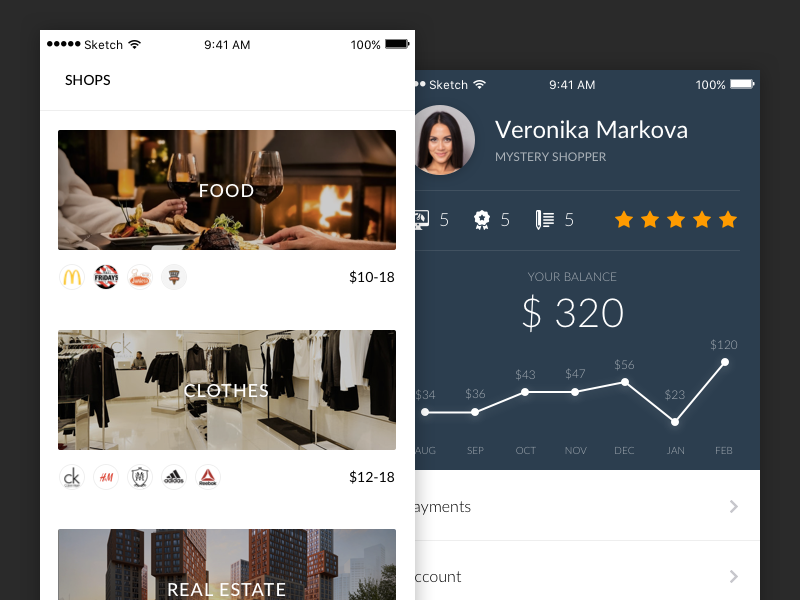 Sketch 9:41 AM 100%
SHOPS
FOOD
FRIDAYS
$10-18
ck
CLOTHES
ck
H&M
adidas
Reebok
$12-18
REAL ESTATE
Sketch 9:41 AM 100%
Veronika Markova
MYSTERY SHOPPER
5 5 5
YOUR BALANCE
$ 320
$34 $36 $43 $47 $56 $23 $120
AUG SEP OCT NOV DEC JAN FEB
ayments
ccount